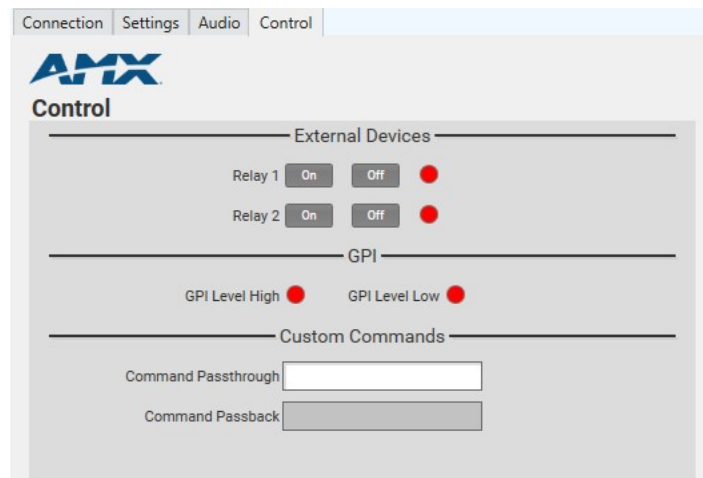 Connection Settings Audio Control
AMX
Control
External Devices
Relay 1 On Off
Relay 2 On Off
GPI
GPI Level High GPI Level Low
Custom Commands
Command Passthrough
Command Passback